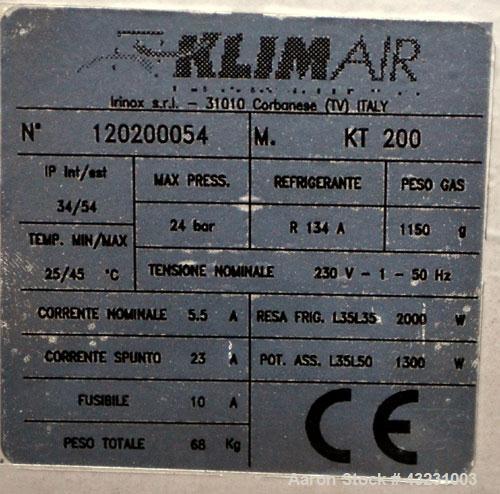 KLIMAIR
Irinox s.r.l. - 31010 Corbanese (TV) ITALY
N° 120200054 M. KT 200
IP Int/est
34/54
MAX PRESS.
24 bar
REFRIGERANTE
R 134 A
PESO GAS
1150 g
TEMP. MIN/MAX
25/45 °C
TENSIONE NOMINALE 230 V - 1 - 50 Hz
CORRENTE NOMINALE 5.5 A
RESA FRIG. L35L35 2000 W
CORRENTE SPUNTO 23 A
POT. ASS. L35L50 1300 W
FUSIBILE 10 A
PESO TOTALE 68 Kg
CE
Aaron Stock # 43231003